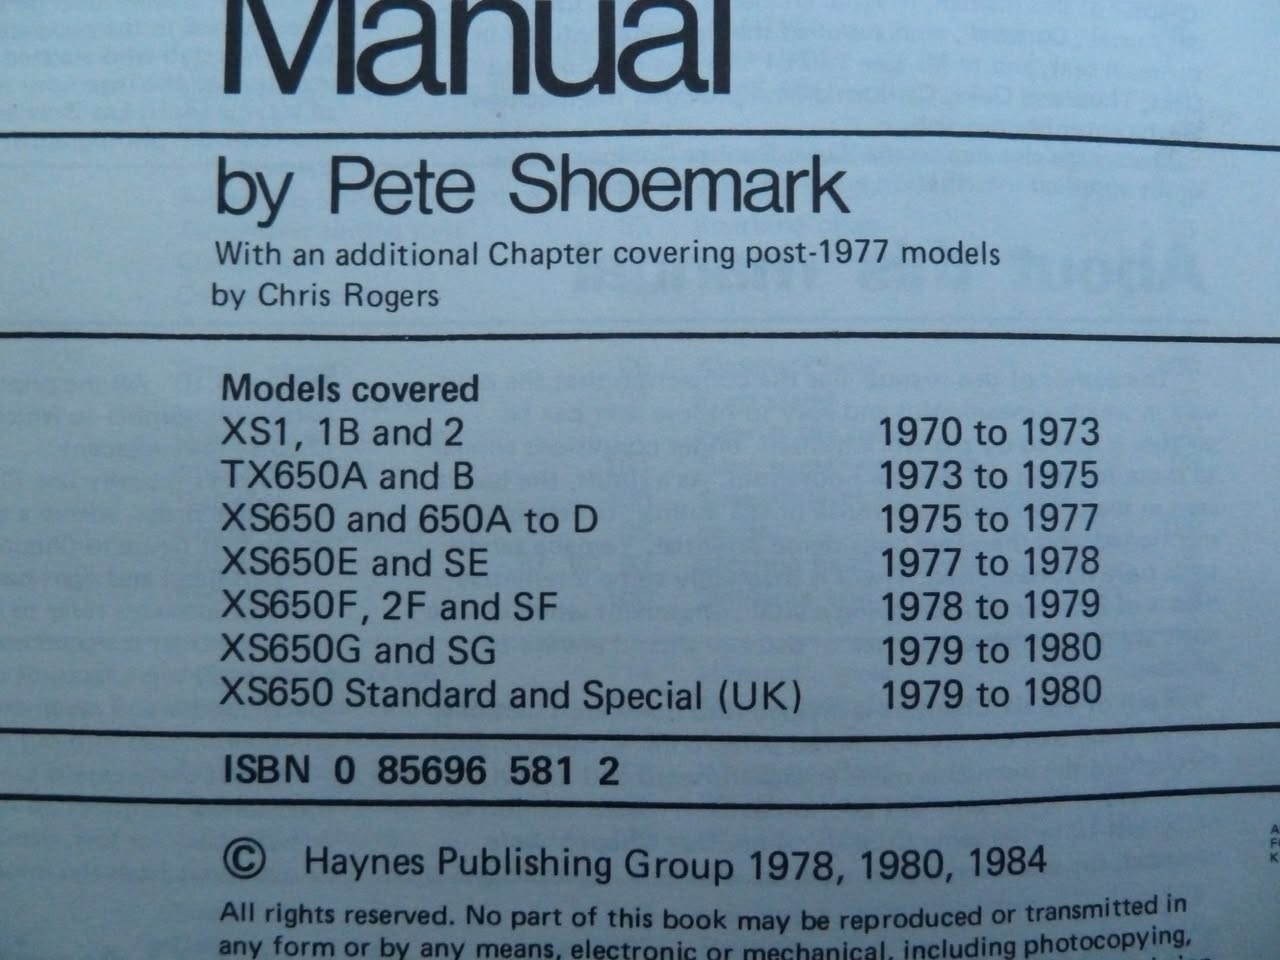 Manual
by Pete Shoemark
With an additional Chapter covering post-1977 models
by Chris Rogers
Models covered
XS1, 1B and 2 1970 to 1973
TX650A and B 1973 to 1975
XS650 and 650A to D 1975 to 1977
XS650E and SE 1977 to 1978
XS650F, 2F and SF 1978 to 1979
XS650G and SG 1979 to 1980
XS650 Standard and Special (UK) 1979 to 1980
ISBN 0 85696 581 2
© Haynes Publishing Group 1978, 1980, 1984
All rights reserved. No part of this book may be reproduced or transmitted in
any form or by any means, electronic or mechanical, including photocopying,